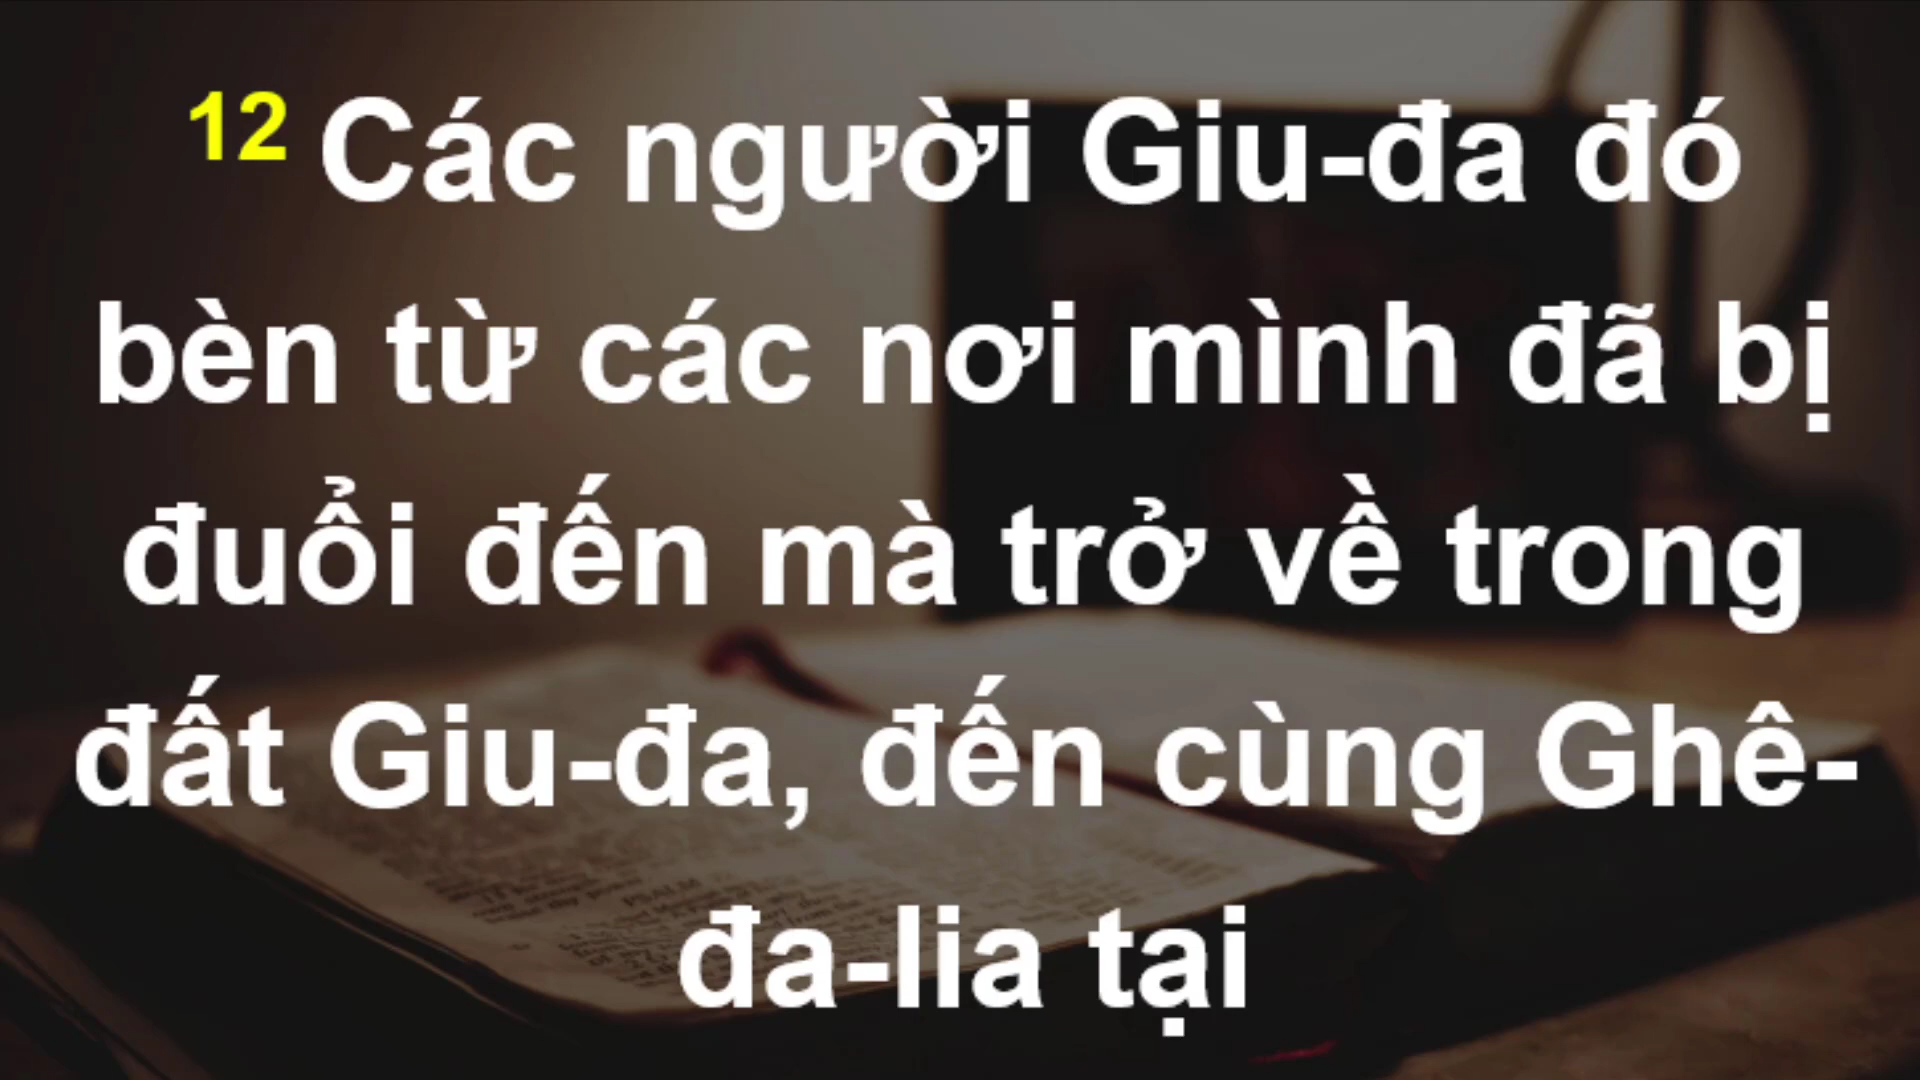 12 Các người Giu-đa đó
bèn từ các nơi mình đã bị
đuổi đến mà trở về trong
đất Giu-đa, đến cùng Ghê-
đa-lia tại